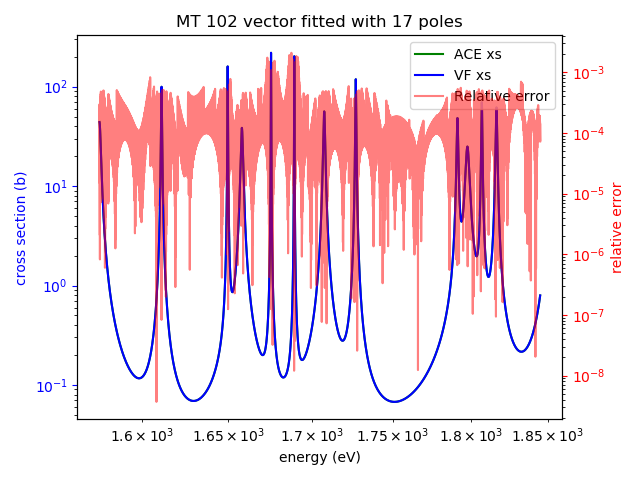 MT 102 vector fitted with 17 poles
ACE xs
VF xs
Relative error
cross section (b)
10²
10¹
10⁰
10⁻¹
10⁻³
10⁻⁴
10⁻⁵
10⁻⁶
10⁻⁷
10⁻⁸
relative error
1.6 × 10³ 1.65 × 10³ 1.7 × 10³ 1.75 × 10³ 1.8 × 10³ 1.85 × 10³
energy (eV)